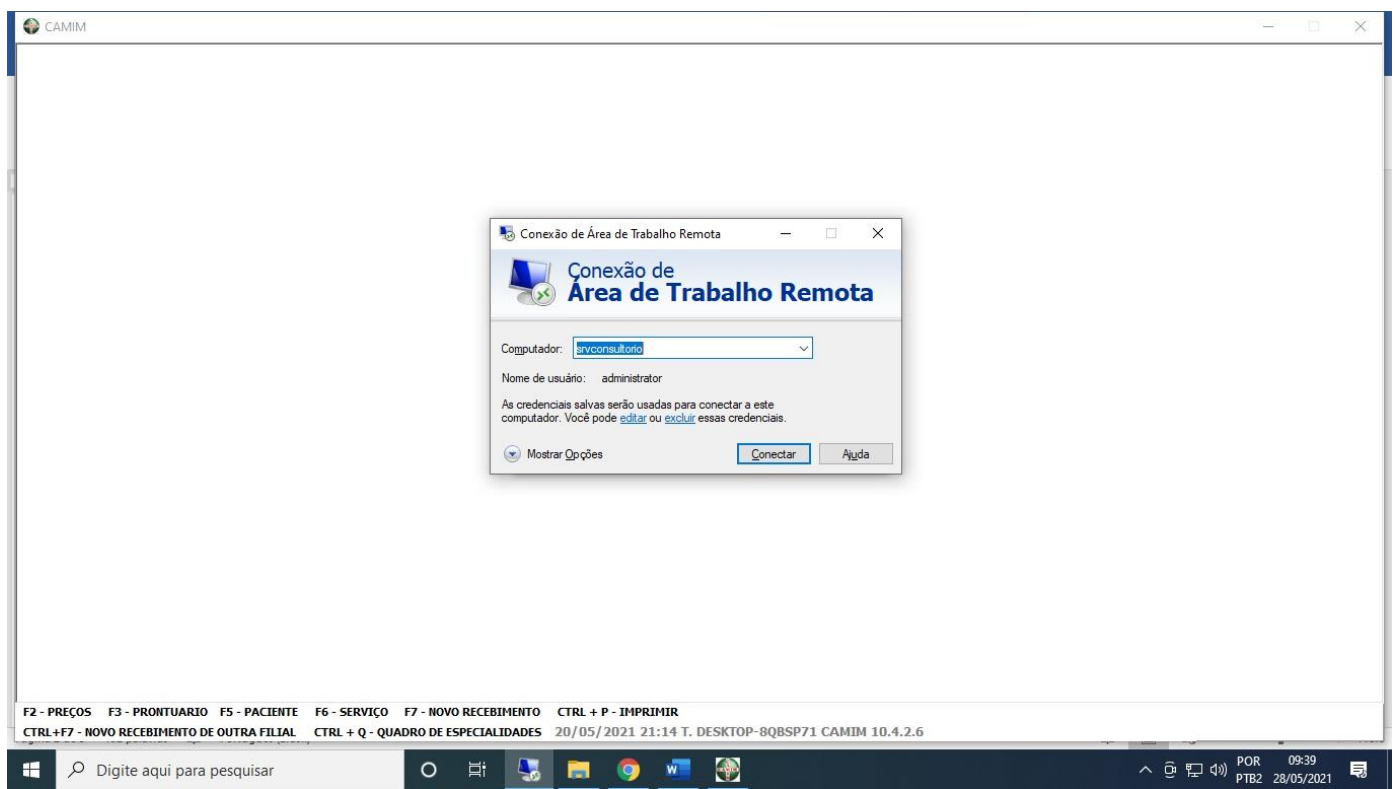 CAMIM
Conexão de Área de Trabalho Remota
Conexão de
Área de Trabalho Remota
Computador: srvconsultorio
Nome de usuário: administrator
As credenciais salvas serão usadas para conectar a este
computador. Você pode editar ou excluir essas credenciais.
Mostrar Opções Conectar Ajuda
F2 - PREÇOS F3 - PRONTUARIO F5 - PACIENTE F6 - SERVIÇO F7 - NOVO RECEBIMENTO CTRL + P - IMPRIMIR
CTRL+F7 - NOVO RECEBIMENTO DE OUTRA FILIAL CTRL + Q - QUADRO DE ESPECIALIDADES 20/05/2021 21:14 T. DESKTOP-8QBSP71 CAMIM 10.4.2.6
Digite aqui para pesquisar
POR 09:39
PTB2 28/05/2021